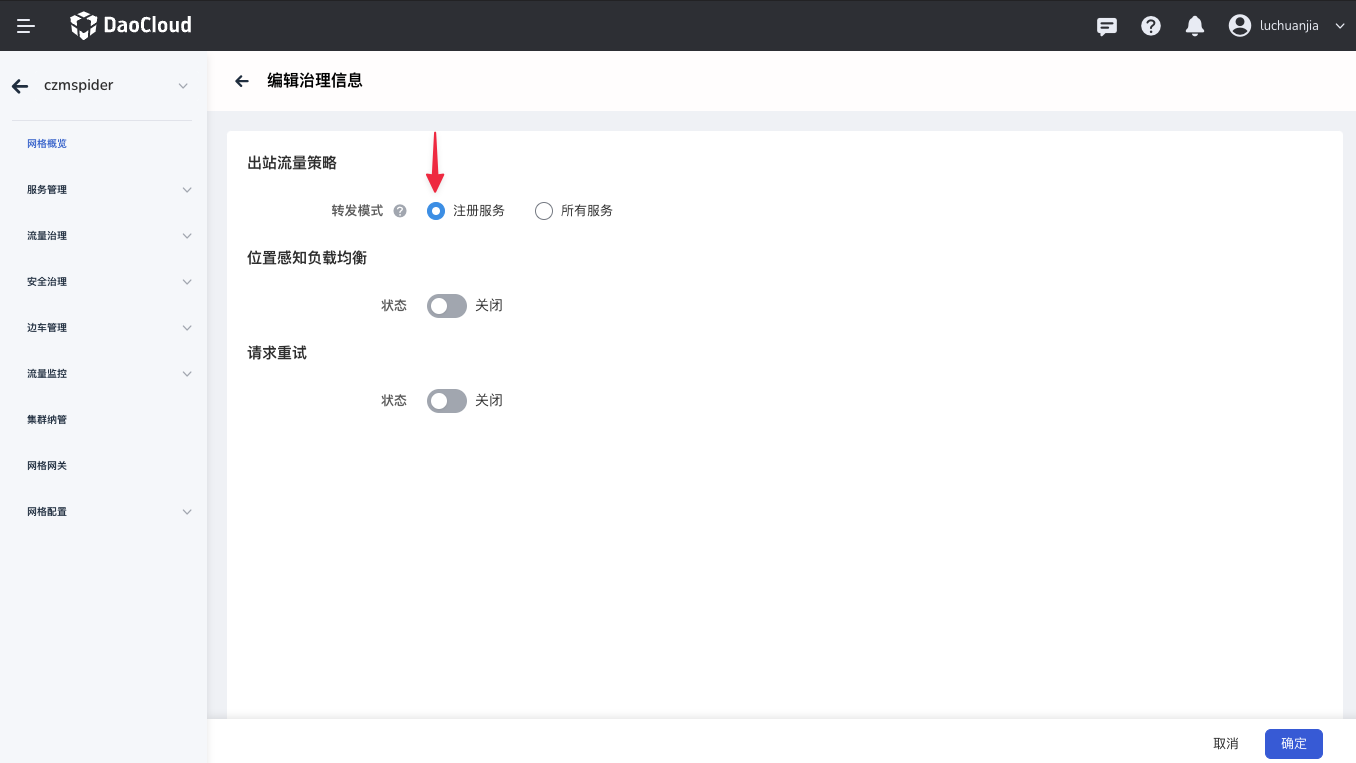 DaoCloud
luchuanjia
czmspider
网格概览
服务管理
流量治理
安全治理
边车管理
流量监控
集群纳管
网格网关
网格配置
编辑治理信息
出站流量策略
转发模式 ? 注册服务 所有服务
位置感知负载均衡
状态 关闭
请求重试
状态 关闭
取消 确定